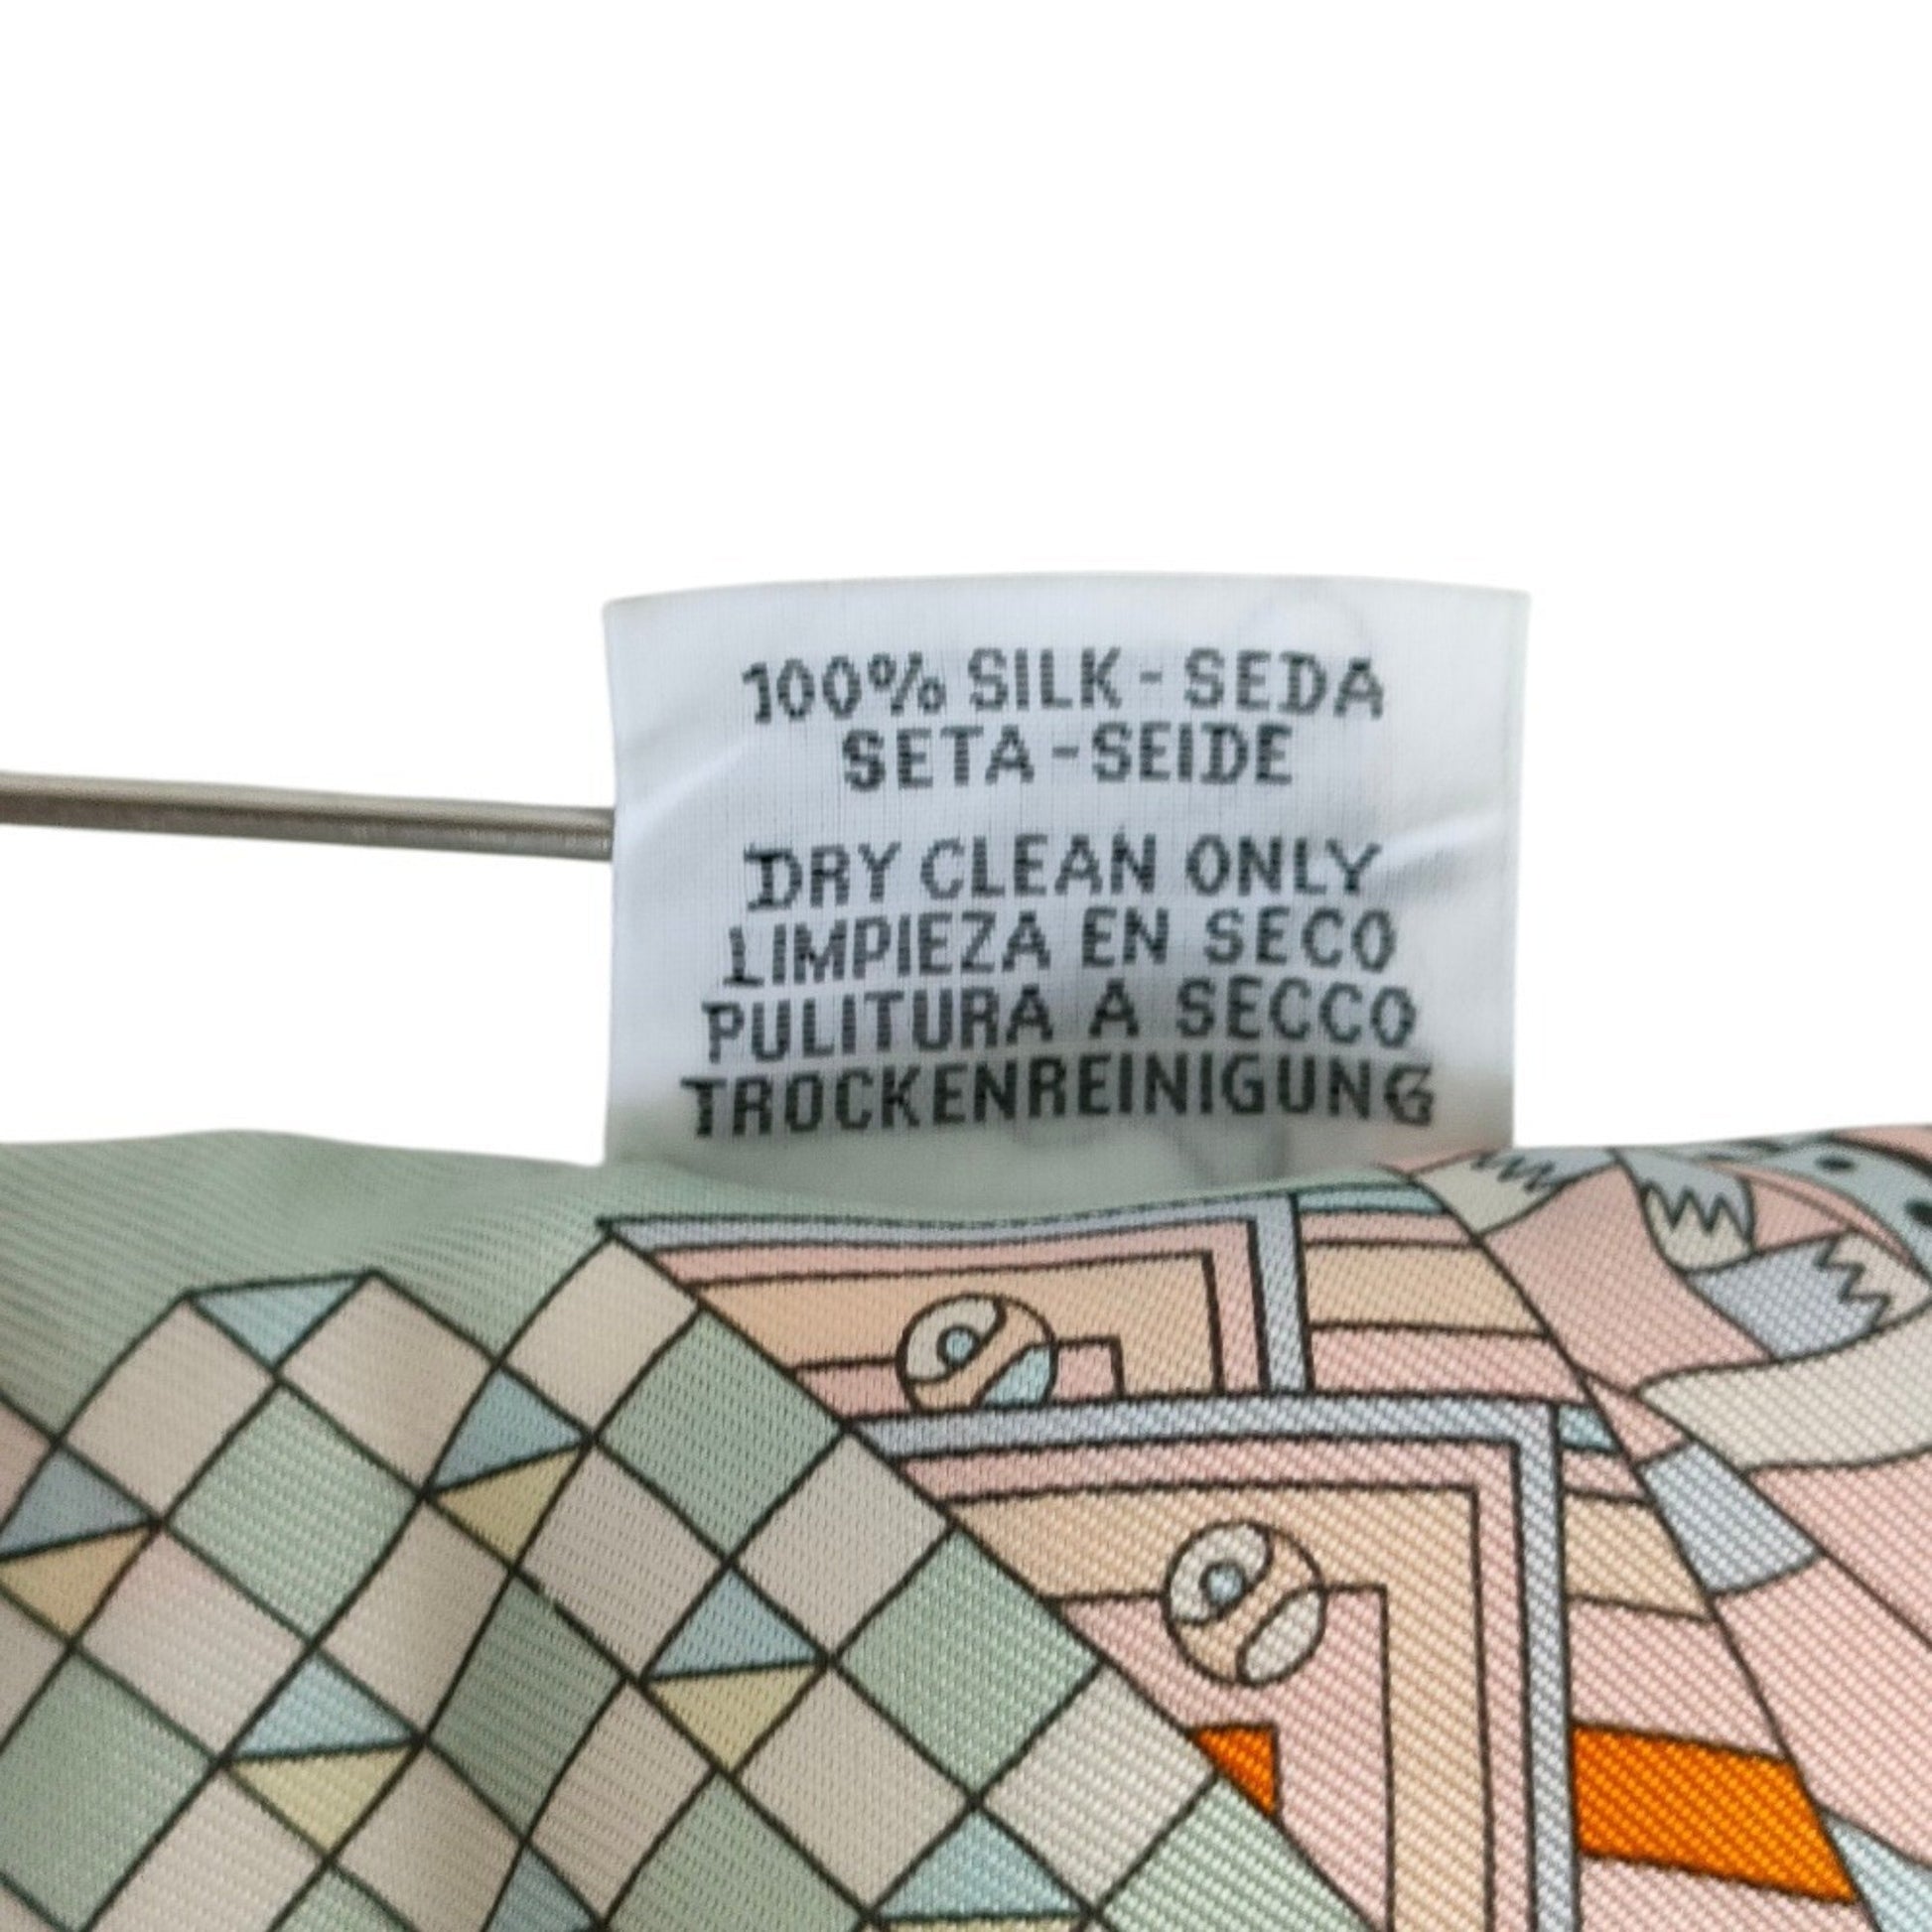 100% SILK - SEDA
SETA - SEIDE
DRY CLEAN ONLY
LIMPIEZA EN SECO
PULITURA A SECCO
TROCKENREINIGUNG